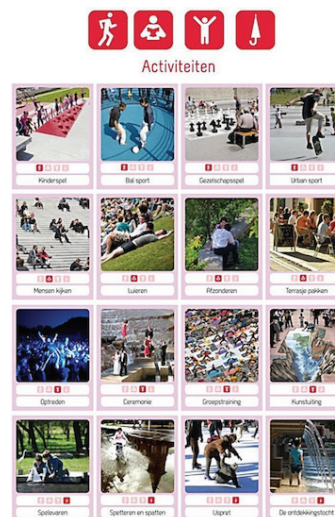 Activiteiten
Kinderspel
Bal sport
Gezelschapsspel
Urban sport
Mensen kijken
Luieren
Afzonderen
Terrasje pakken
Optreden
Ceremonie
Groepstraining
Kunstuiting
Spelevaren
Spetteren en spatten
IJspret
De ontdekkingstocht